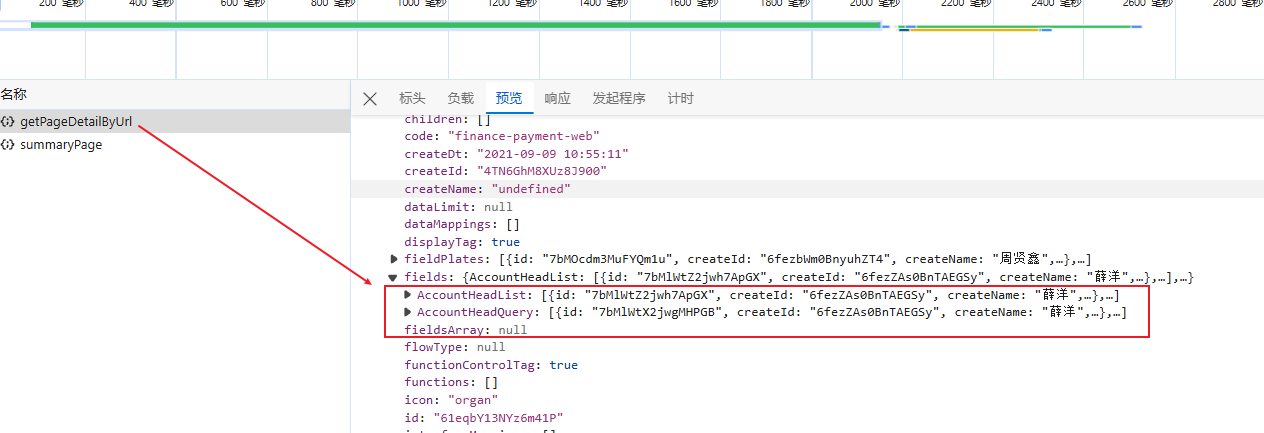 200 毫秒 400 毫秒 600 毫秒 800 毫秒 1000 毫秒 1200 毫秒 1400 毫秒 1600 毫秒 1800 毫秒 2000 毫秒 2200 毫秒 2400 毫秒 2600 毫秒 2800 毫秒
名称
getPageDetailByUrl
summaryPage
标头 负载 预览 响应 发起程序 计时
children: []
code: "finance-payment-web"
createDt: "2021-09-09 10:55:11"
createId: "4TN6GhM8XUz8J900"
createName: "undefined"
dataLimit: null
dataMappings: []
displayTag: true
fieldPlates: [{id: "7bMOcdm3MuFYQm1u", createId: "6fezbWm0BnyuhZT4", createName: "周贤鑫",…},…]
fields: {AccountHeadList: [{id: "7bMlWtZ2jwh7ApGX", createId: "6fezZAs0BnTAEGSy", createName: "薛洋",…},…],…}
AccountHeadList: [{id: "7bMlWtZ2jwh7ApGX", createId: "6fezZAs0BnTAEGSy", createName: "薛洋",…},…]
AccountHeadQuery: [{id: "7bMlWtX2jwgMHPGB", createId: "6fezZAs0BnTAEGSy", createName: "薛洋",…},…]
fieldsArray: null
flowType: null
functionControlTag: true
functions: []
icon: "organ"
id: "61eqbY13NYz6m41P"